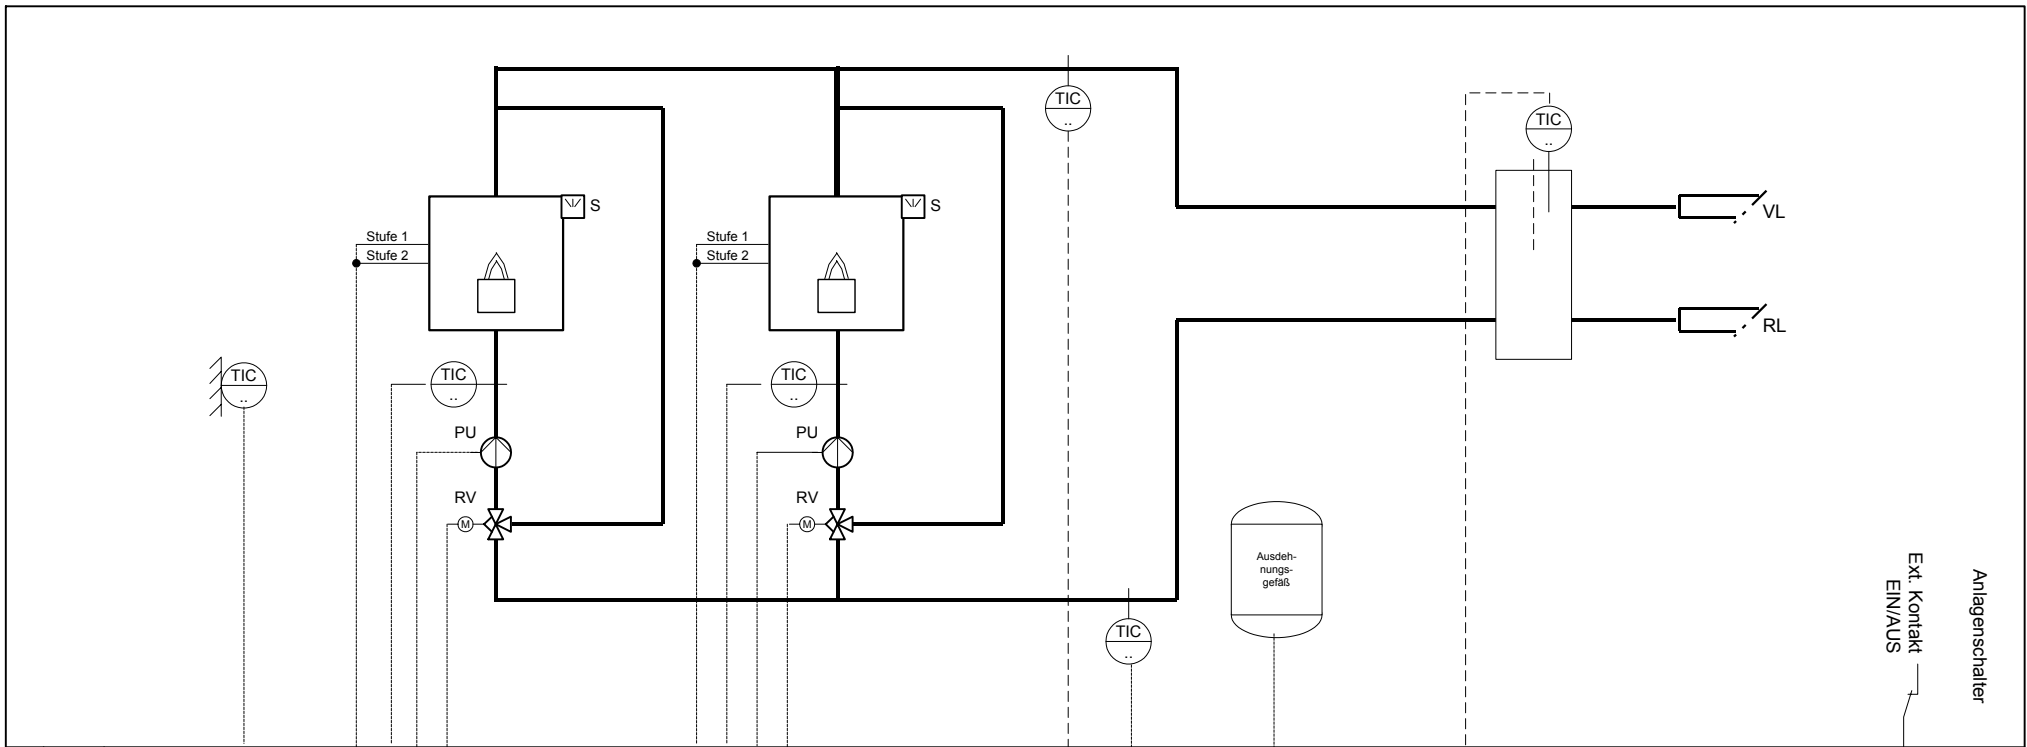 TIC
..
TIC
..
S
S
VL
Stufe 1
Stufe 2
Stufe 1
Stufe 2
RL
TIC
..
TIC
..
TIC
..
PU
PU
RV
RV
M
M
Ausdeh-
nungs-
gefäß
TIC
..
Ext. Kontakt
EIN/AUS
Anlagenschalter